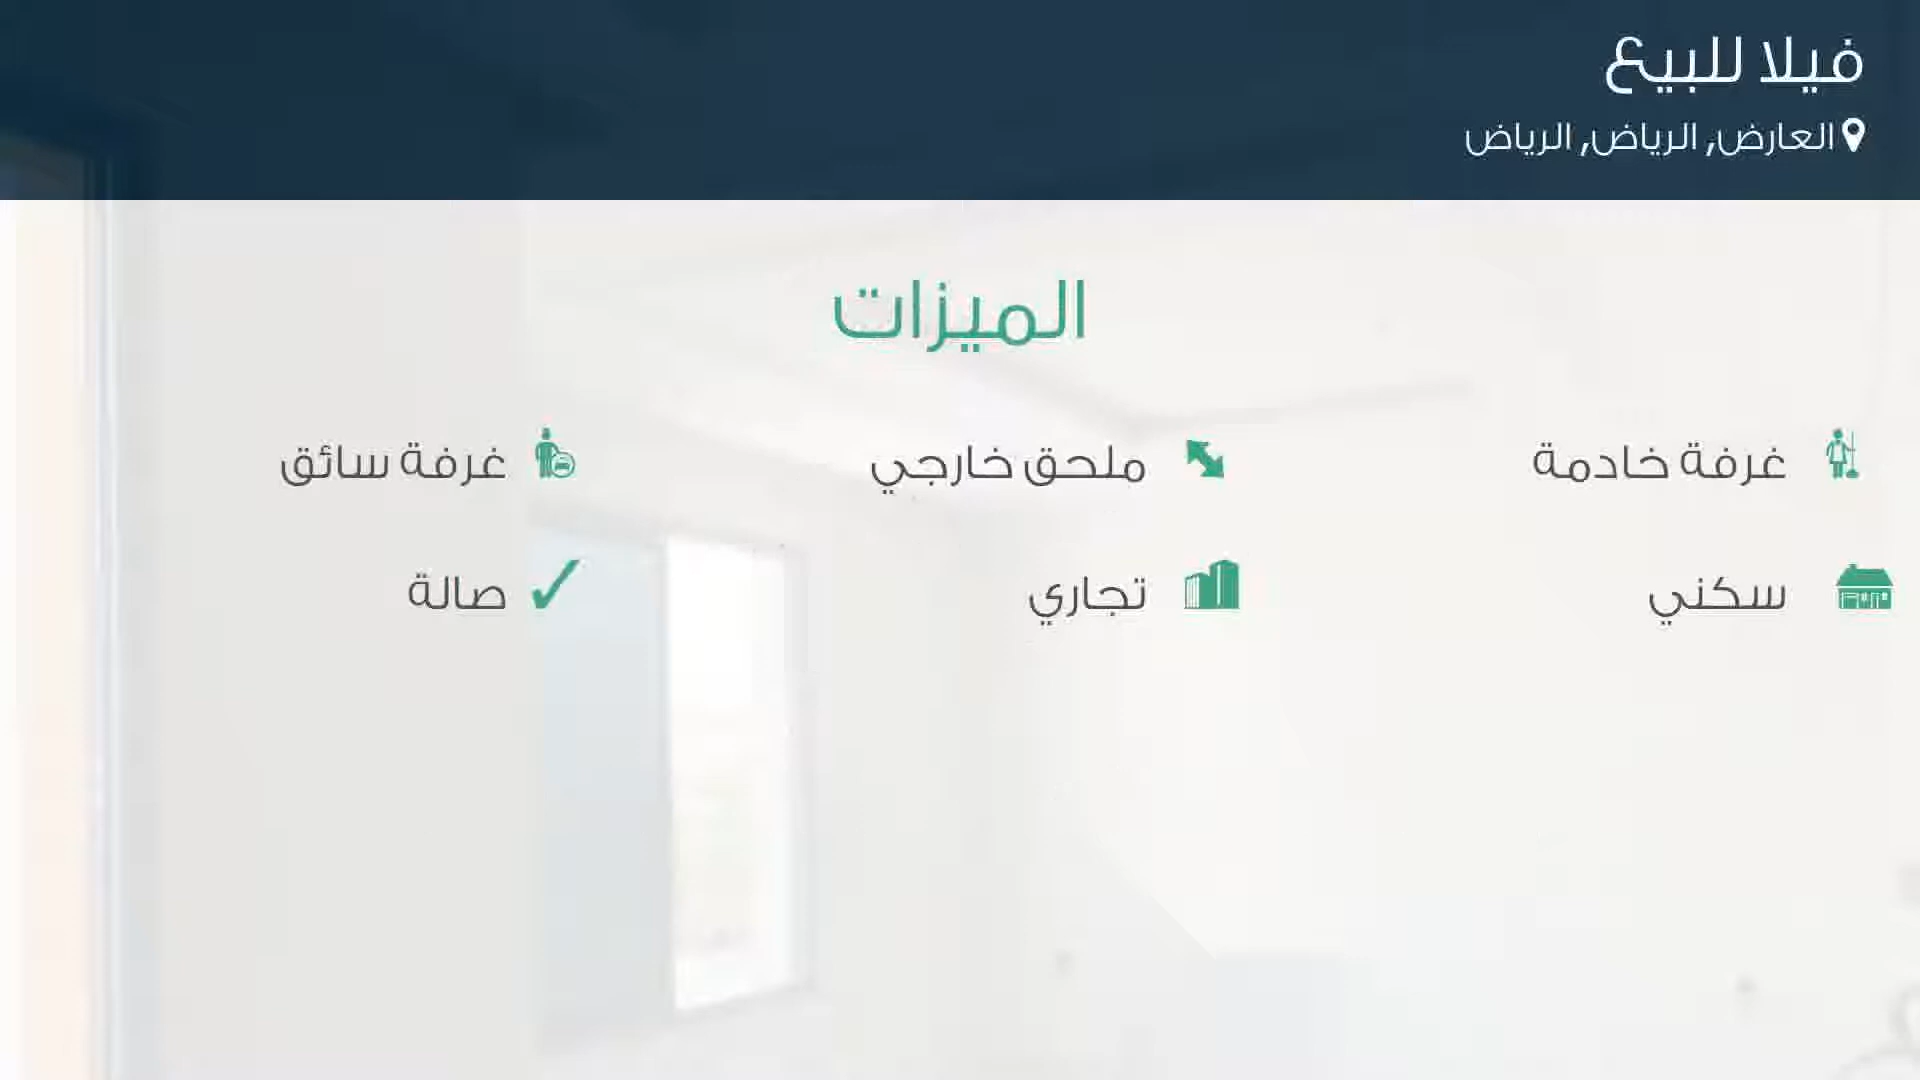 فيلا للبيع
العارض, الرياض, الرياض
الميزات
غرفة خادمة
ملحق خارجي
غرفة سائق
سكني
تجاري
صالة